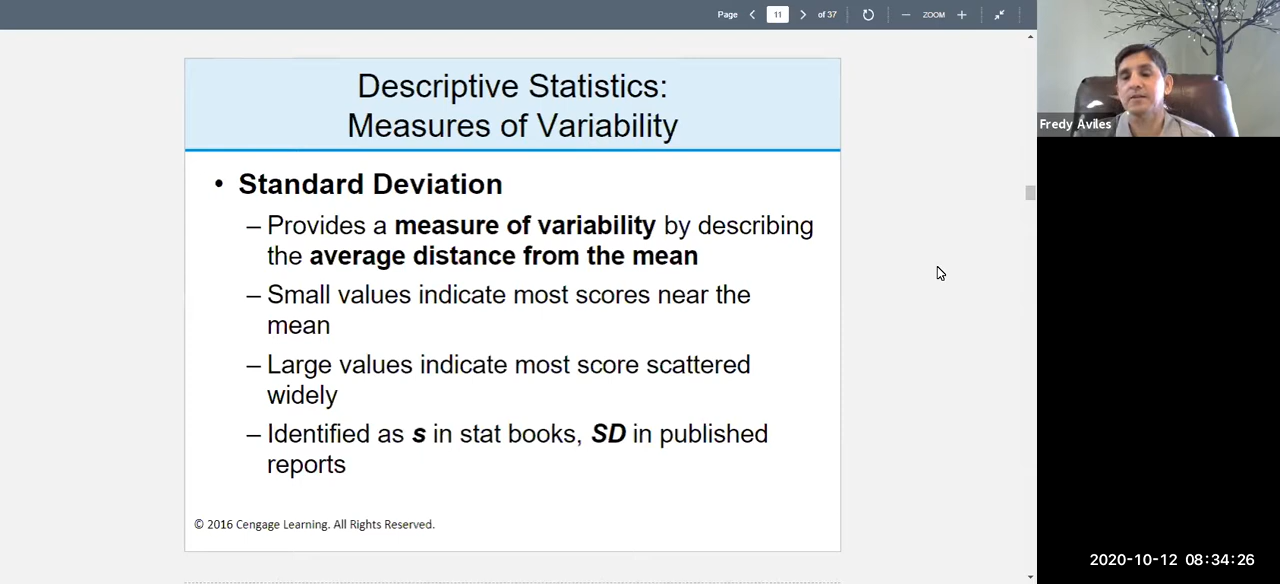 Page 11 of 37 ZOOM
Descriptive Statistics:
Measures of Variability
• Standard Deviation
– Provides a measure of variability by describing
the average distance from the mean
– Small values indicate most scores near the
mean
– Large values indicate most score scattered
widely
– Identified as s in stat books, SD in published
reports
© 2016 Cengage Learning. All Rights Reserved.
Fredy Aviles
2020-10-12 08:34:26